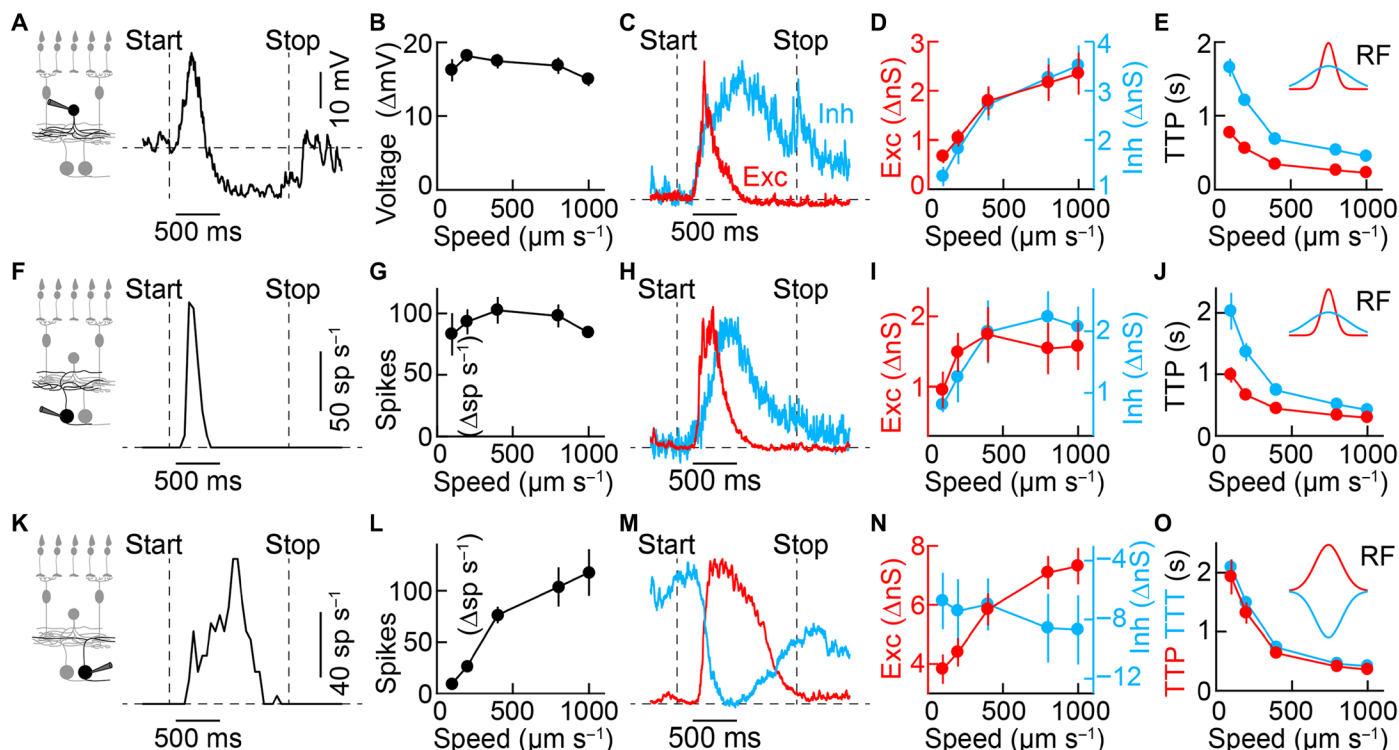 A
Start
Stop
10 mV
500 ms
B
Voltage (ΔmV)
20
10
0
0
500
1000
Speed (µm s⁻¹)
C
Start
Stop
Inh
Exc
500 ms
D
Exc (ΔnS)
3
2
1
0
4
3
2
1
Inh (ΔnS)
0
500
1000
Speed (µm s⁻¹)
E
TTP (s)
2
1
0
RF
0
500
1000
Speed (µm s⁻¹)
F
Start
Stop
50 sp s⁻¹
500 ms
G
Spikes
(Δsp s⁻¹)
100
50
0
0
500
1000
Speed (µm s⁻¹)
H
Start
Stop
500 ms
I
Exc (ΔnS)
2
1
2
1
Inh (ΔnS)
0
500
1000
Speed (µm s⁻¹)
J
TTP (s)
2
1
0
RF
0
500
1000
Speed (µm s⁻¹)
K
Start
Stop
40 sp s⁻¹
500 ms
L
Spikes
(Δsp s⁻¹)
100
50
0
0
500
1000
Speed (µm s⁻¹)
M
Start
Stop
500 ms
N
Exc (ΔnS)
8
6
4
−4
−8
−12
Inh (ΔnS)
0
500
1000
Speed (µm s⁻¹)
O
TTP TTT (s)
2
1
0
RF
0
500
1000
Speed (µm s⁻¹)